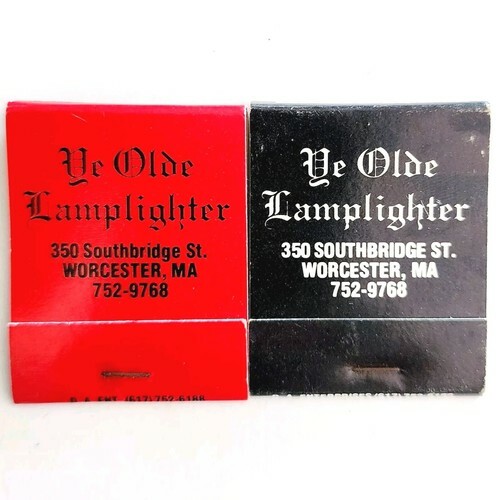 Ye Olde
Lamplighter
350 Southbridge St.
WORCESTER, MA
752-9768
Ye Olde
Lamplighter
350 SOUTHBRIDGE ST.
WORCESTER, MA
752-9768